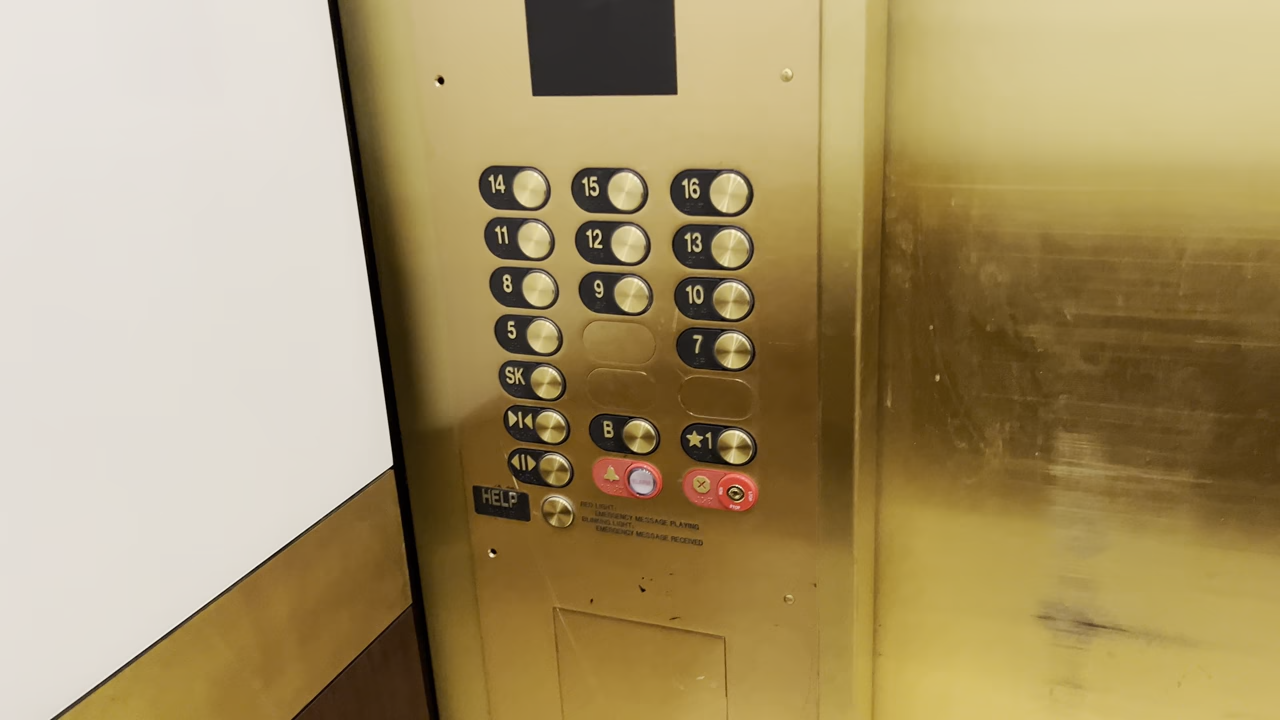 14 15 16
11 12 13
8 9 10
5 7
SK
B ★1
HELP
RED LIGHT:
EMERGENCY MESSAGE PLAYING
BLINKING LIGHT:
EMERGENCY MESSAGE RECEIVED